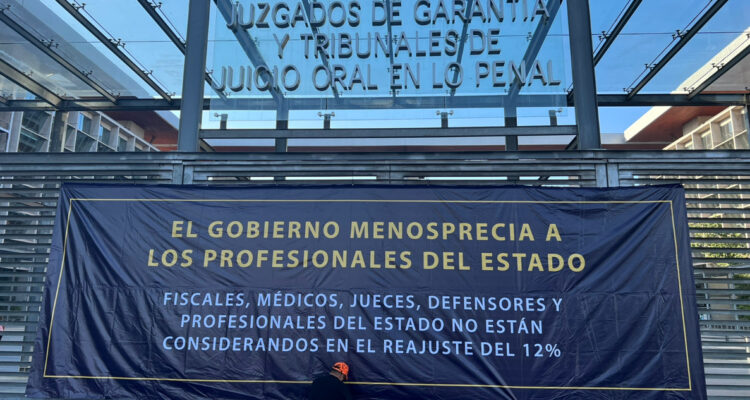 JUZGADOS DE GARANTÍA
Y TRIBUNALES DE
JUICIO ORAL EN LO PENAL
EL GOBIERNO MENOSPRECIA A
LOS PROFESIONALES DEL ESTADO
FISCALES, MÉDICOS, JUECES, DEFENSORES Y
PROFESIONALES DEL ESTADO NO ESTÁN
CONSIDERANDOS EN EL REAJUSTE DEL 12%